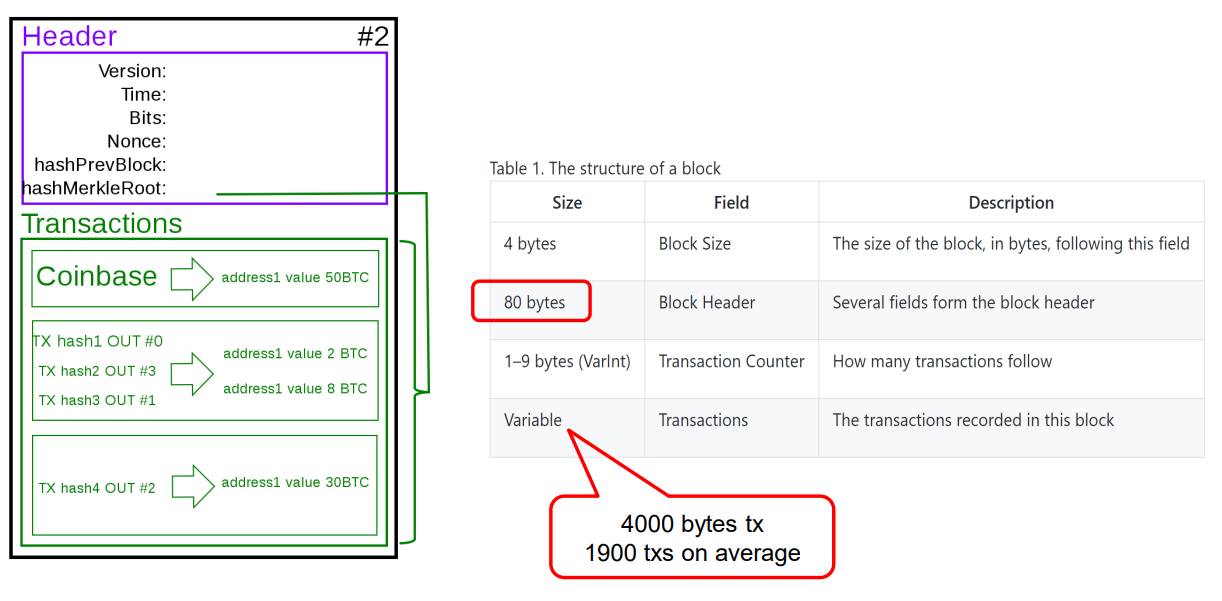 Header #2
Version:
Time:
Bits:
Nonce:
hashPrevBlock:
hashMerkleRoot:
Transactions
Coinbase address1 value 50BTC
TX hash1 OUT #0
TX hash2 OUT #3
TX hash3 OUT #1
address1 value 2 BTC
address1 value 8 BTC
TX hash4 OUT #2 address1 value 30BTC
Table 1. The structure of a block
Size Field Description
4 bytes Block Size The size of the block, in bytes, following this field
80 bytes Block Header Several fields form the block header
1–9 bytes (VarInt) Transaction Counter How many transactions follow
Variable Transactions The transactions recorded in this block
4000 bytes tx
1900 txs on average